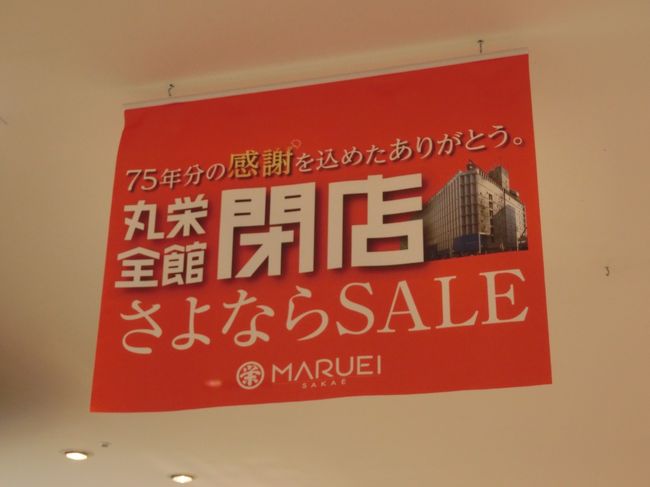 75年分の感謝を込めたありがとう。
丸栄
全館
閉店
さよならSALE
栄 MARUEI
SAKAE